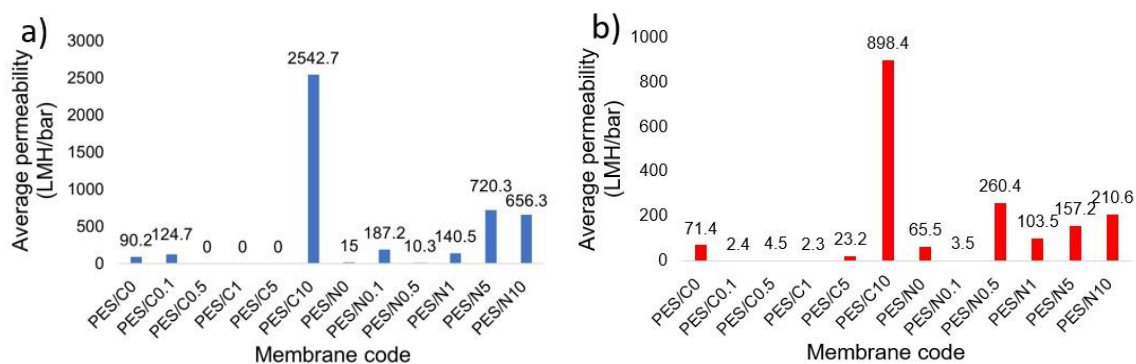 a)
Average permeability
(LMH/bar)
3000
2500
2000
1500
1000
500
0
90.2
124.7
0
0
0
2542.7
15
187.2
10.3
140.5
720.3
656.3
PES/C0
PES/C0.1
PES/C0.5
PES/C1
PES/C5
PES/C10
PES/N0
PES/N0.1
PES/N0.5
PES/N1
PES/N5
PES/N10
Membrane code
b)
Average permeability
(LMH/bar)
1000
800
600
400
200
0
71.4
2.4
4.5
2.3
23.2
898.4
65.5
3.5
260.4
103.5
157.2
210.6
PES/C0
PES/C0.1
PES/C0.5
PES/C1
PES/C5
PES/C10
PES/N0
PES/N0.1
PES/N0.5
PES/N1
PES/N5
PES/N10
Membrane code